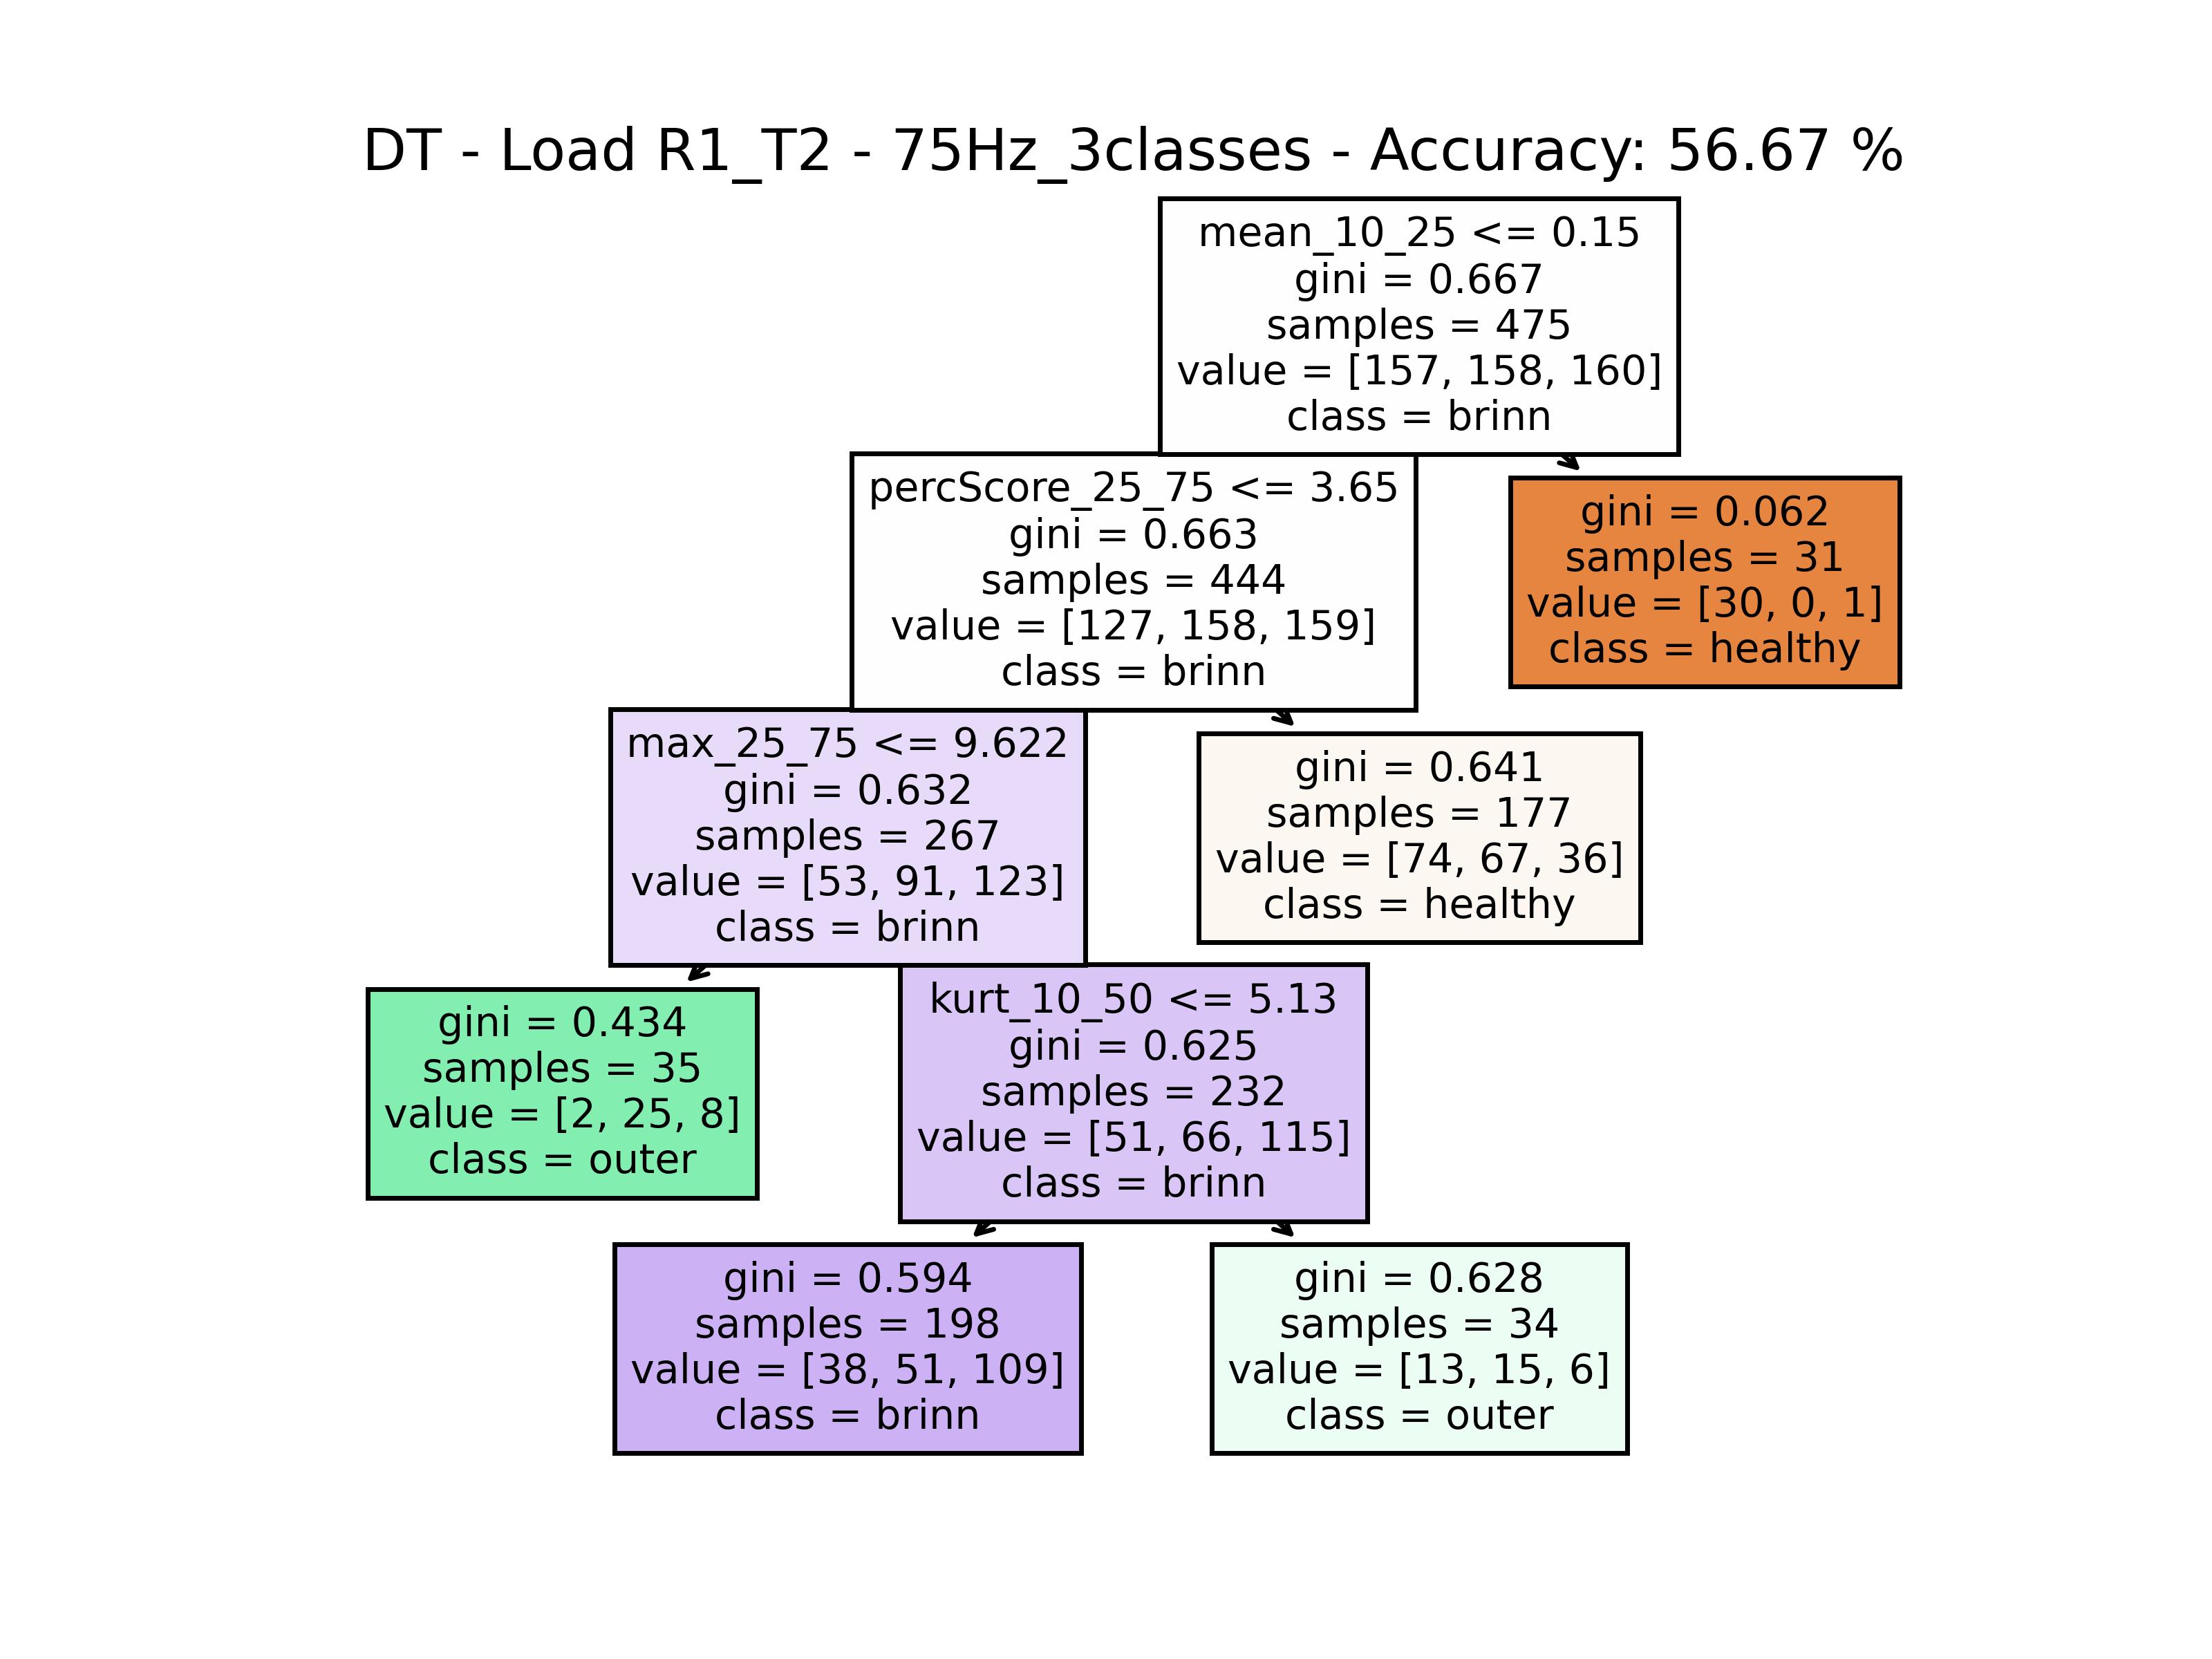 DT - Load R1_T2 - 75Hz_3classes - Accuracy: 56.67 %
mean_10_25 <= 0.15
gini = 0.667
samples = 475
value = [157, 158, 160]
class = brinn
percScore_25_75 <= 3.65
gini = 0.663
samples = 444
value = [127, 158, 159]
class = brinn
gini = 0.062
samples = 31
value = [30, 0, 1]
class = healthy
max_25_75 <= 9.622
gini = 0.632
samples = 267
value = [53, 91, 123]
class = brinn
gini = 0.641
samples = 177
value = [74, 67, 36]
class = healthy
gini = 0.434
samples = 35
value = [2, 25, 8]
class = outer
kurt_10_50 <= 5.13
gini = 0.625
samples = 232
value = [51, 66, 115]
class = brinn
gini = 0.594
samples = 198
value = [38, 51, 109]
class = brinn
gini = 0.628
samples = 34
value = [13, 15, 6]
class = outer